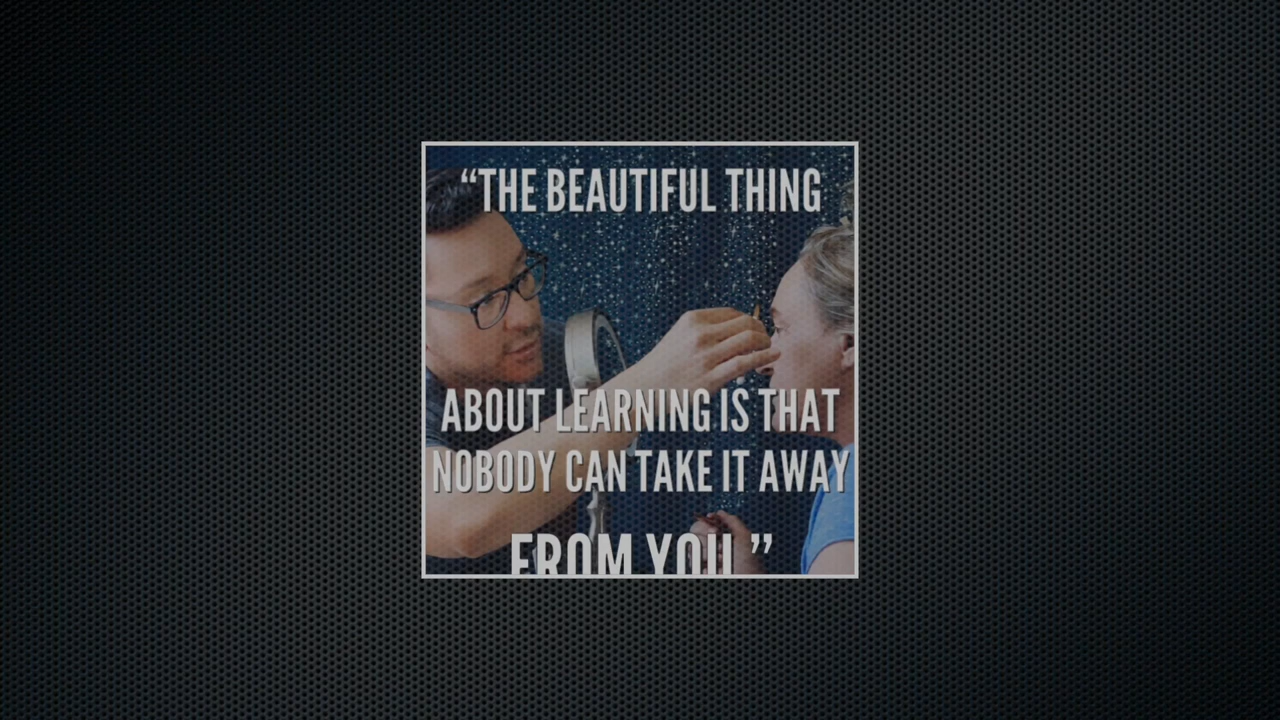 “THE BEAUTIFUL THING
ABOUT LEARNING IS THAT
NOBODY CAN TAKE IT AWAY
FROM YOU ”